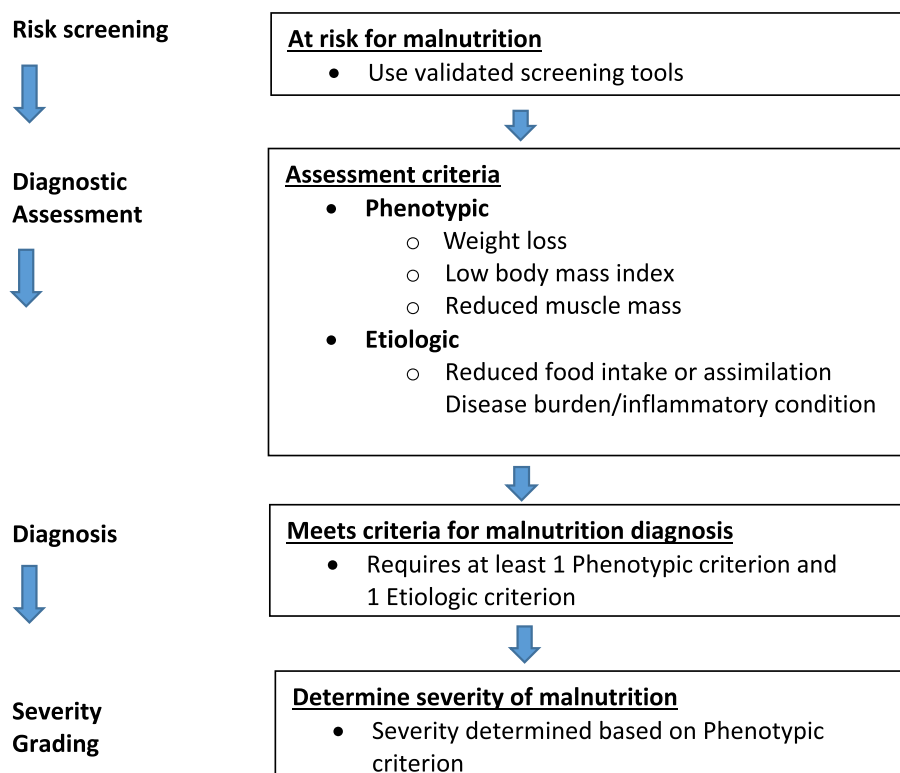 Risk screening
At risk for malnutrition
• Use validated screening tools
Diagnostic
Assessment
Assessment criteria
• Phenotypic
o Weight loss
o Low body mass index
o Reduced muscle mass
• Etiologic
o Reduced food intake or assimilation
Disease burden/inflammatory condition
Diagnosis
Meets criteria for malnutrition diagnosis
• Requires at least 1 Phenotypic criterion and
1 Etiologic criterion
Severity
Grading
Determine severity of malnutrition
• Severity determined based on Phenotypic
criterion